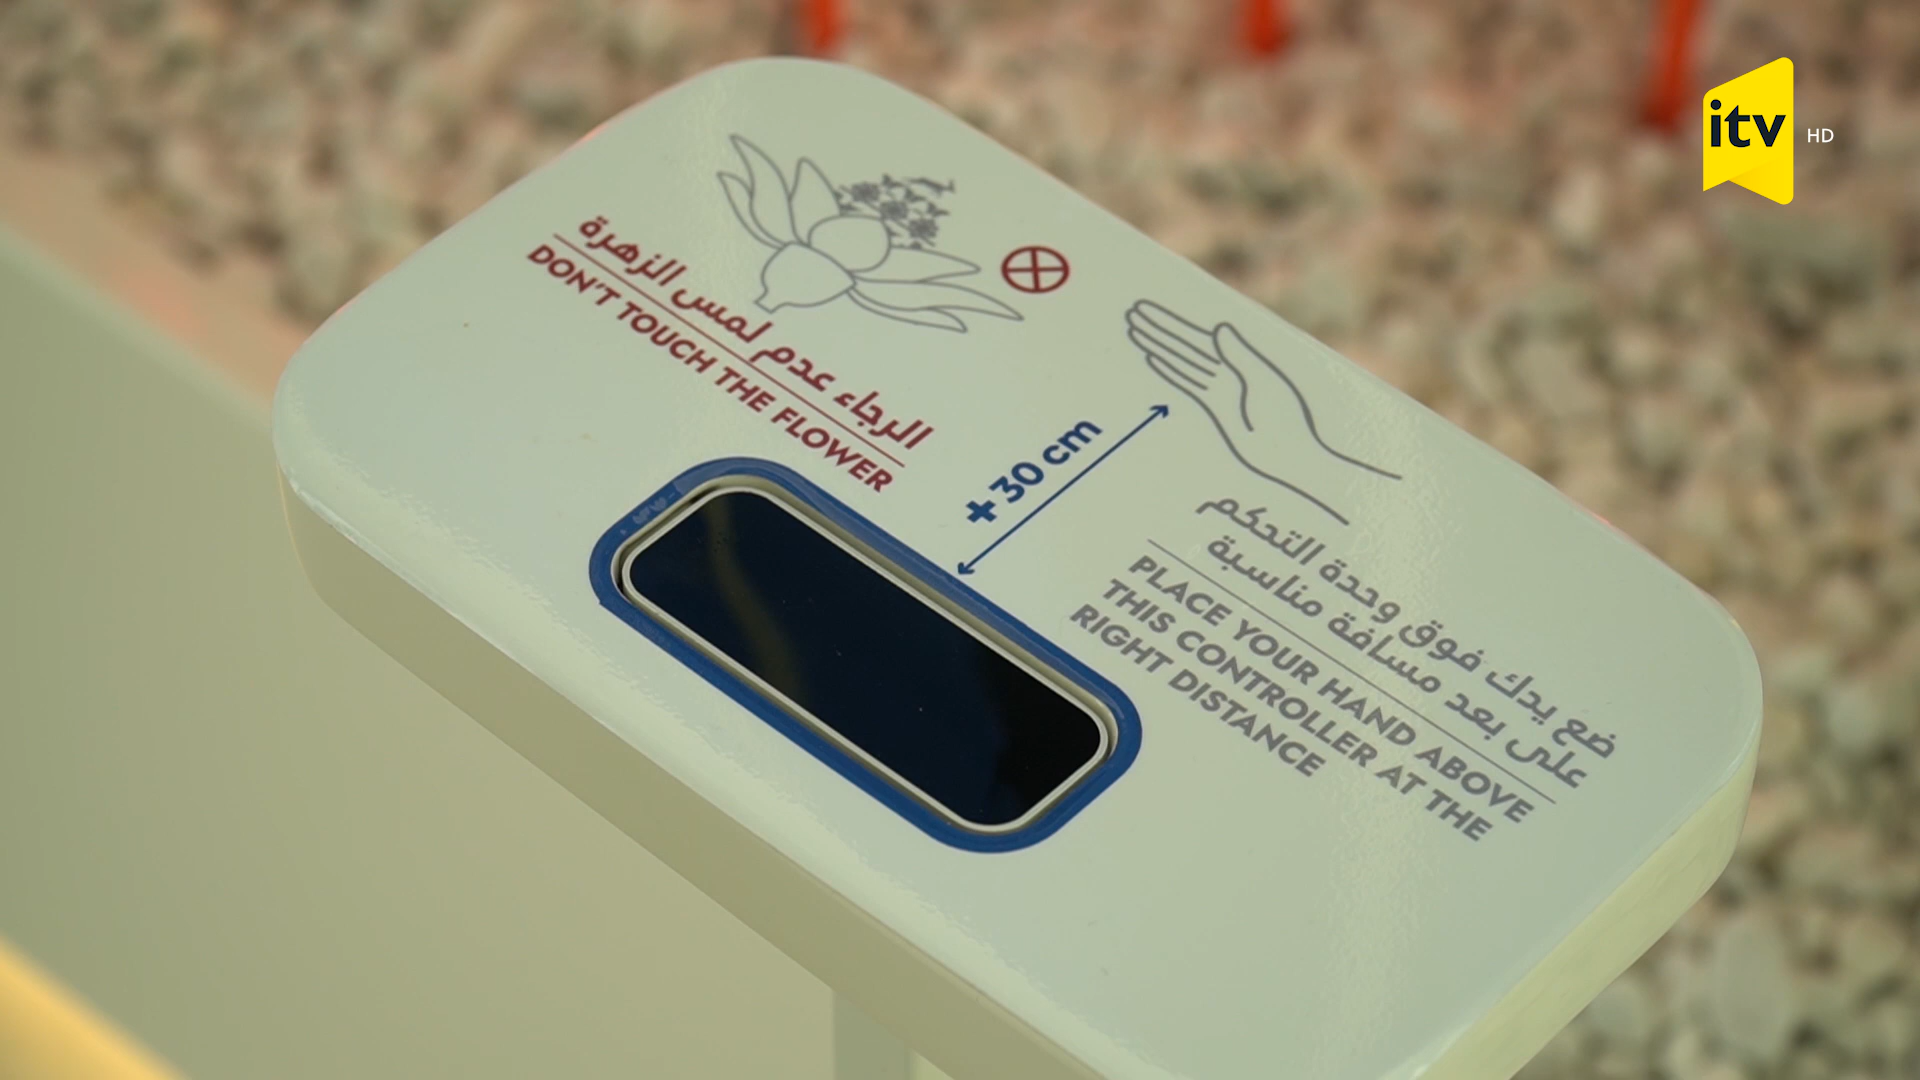 itv HD
الرجاء عدم لمس الزهرة
DON'T TOUCH THE FLOWER
+ 30 cm
ضع يدك فوق وحدة التحكم
على بعد مسافة مناسبة
PLACE YOUR HAND ABOVE
THIS CONTROLLER AT THE
RIGHT DISTANCE